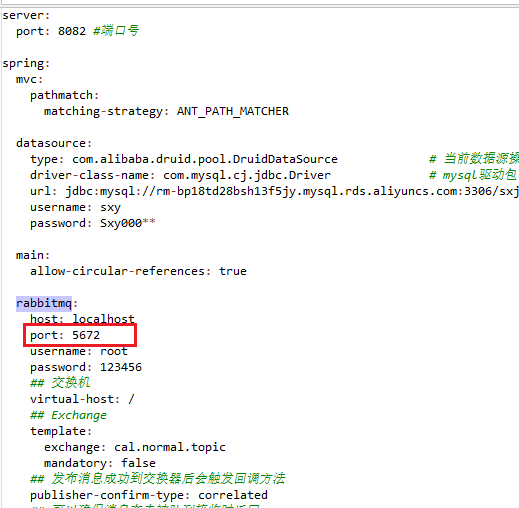 server:
  port: 8082 #端口号
spring:
  mvc:
    pathmatch:
      matching-strategy: ANT_PATH_MATCHER
  datasource:
    type: com.alibaba.druid.pool.DruidDataSource # 当前数据源操
    driver-class-name: com.mysql.cj.jdbc.Driver # mysql驱动包
    url: jdbc:mysql://rm-bp18td28bsh13f5jy.mysql.rds.aliyuncs.com:3306/sxj
    username: sxy
    password: Sxy000**
  main:
    allow-circular-references: true
  rabbitmq:
    host: localhost
    port: 5672
    username: root
    password: 123456
    ## 交换机
    virtual-host: /
    ## Exchange
    template:
      exchange: cal.normal.topic
      mandatory: false
    ## 发布消息成功到交换器后会触发回调方法
    publisher-confirm-type: correlated